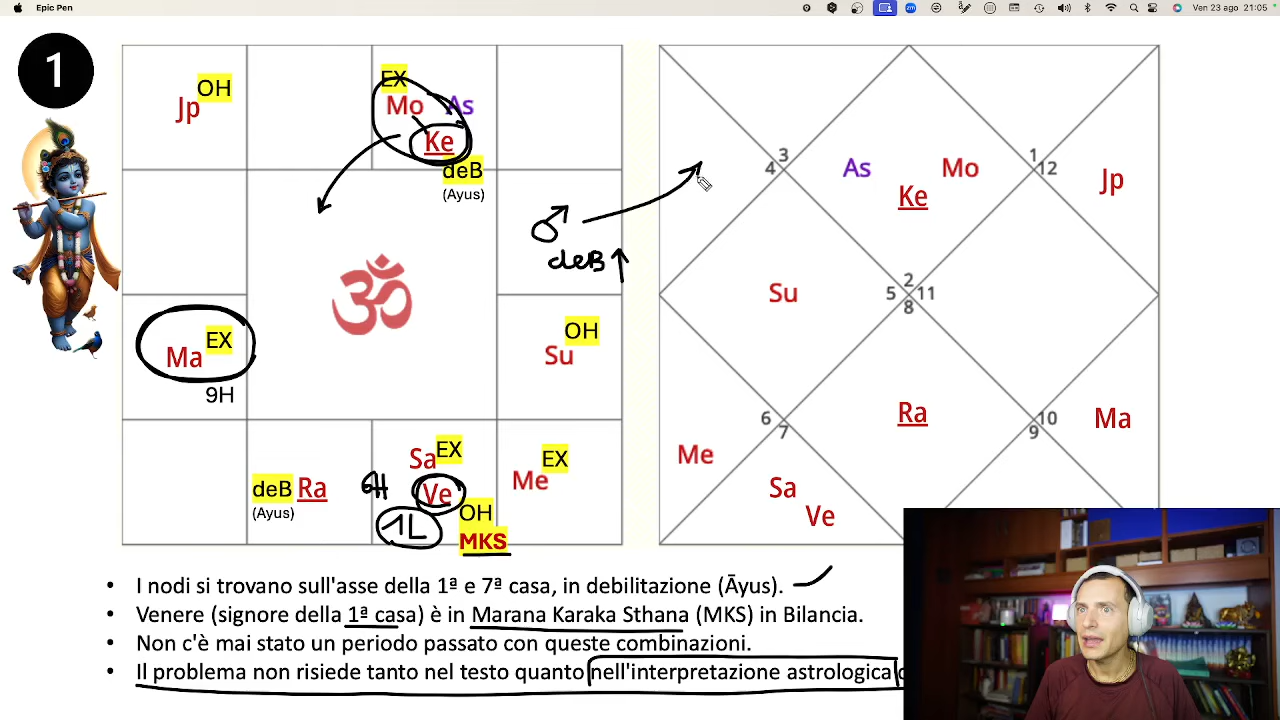 Epic Pen
Ven 23 ago 21:05
1
Jp OH
EX
Mo As
Ke
deB
(Ayus)
♂
deB ↑
Ma EX
9H
OH
Su
deB Ra
(Ayus)
6H
Sa EX
Ve
1L
OH
MKS
Me EX
ॐ
3
4
As
Mo
Ke
1
12
Jp
Su
2
5
11
8
6
7
Ra
10
9
Ma
Me
Sa
Ve
• I nodi si trovano sull'asse della 1ª e 7ª casa, in debilitazione (Āyus).
• Venere (signore della 1ª casa) è in Marana Karaka Sthana (MKS) in Bilancia.
• Non c'è mai stato un periodo passato con queste combinazioni.
• Il problema non risiede tanto nel testo quanto nell'interpretazione astrologica